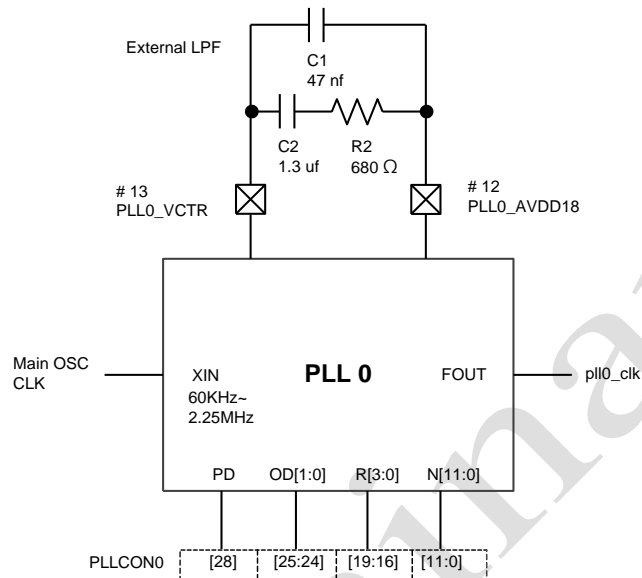 External LPF
C1
47 nf
C2
1.3 uf
R2
680 Ω
# 13
PLL0_VCTR
# 12
PLL0_AVDD18
Main OSC
CLK
XIN
60KHz~
2.25MHz
PLL 0
FOUT
pll0_clk
PD OD[1:0] R[3:0] N[11:0]
PLLCON0 [28] [25:24] [19:16] [11:0]